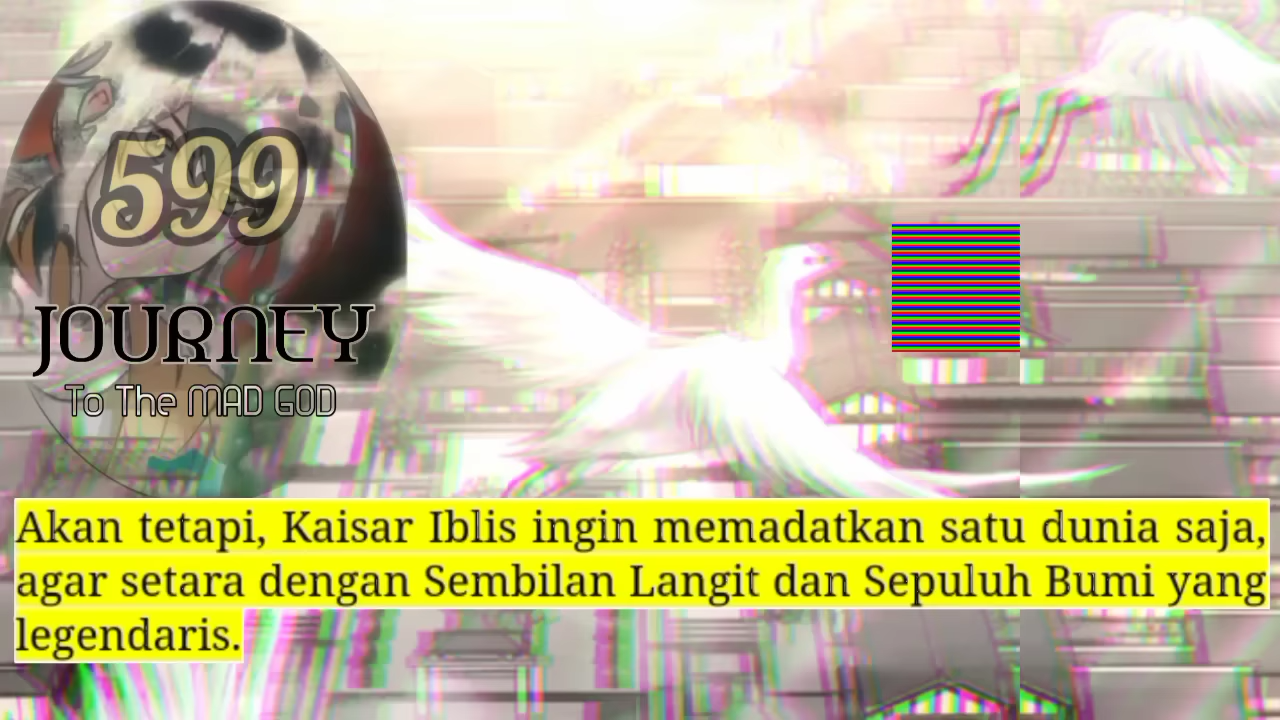 599
JOURNEY
To The MAD GOD
Akan tetapi, Kaisar Iblis ingin memadatkan satu dunia saja,
agar setara dengan Sembilan Langit dan Sepuluh Bumi yang
legendaris.